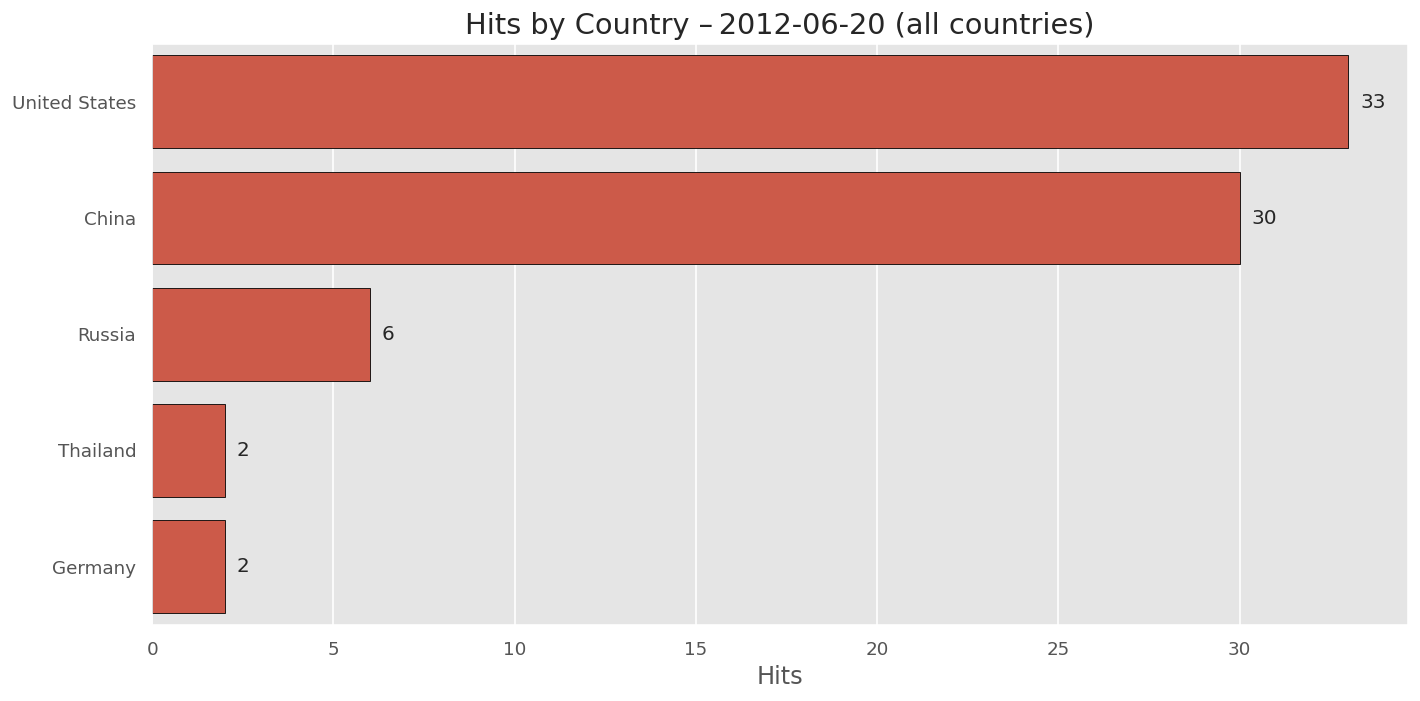 Hits by Country – 2012-06-20 (all countries)
United States 33
China 30
Russia 6
Thailand 2
Germany 2
0 5 10 15 20 25 30
Hits